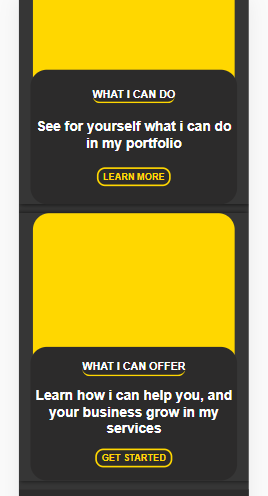 WHAT I CAN DO
See for yourself what i can do
in my portfolio
LEARN MORE
WHAT I CAN OFFER
Learn how i can help you, and
your business grow in my
services
GET STARTED